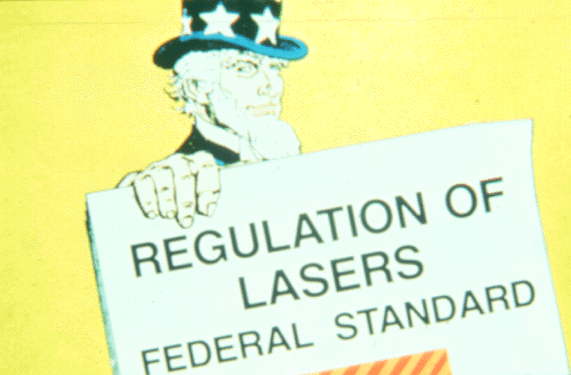 REGULATION OF
LASERS
FEDERAL STANDARD